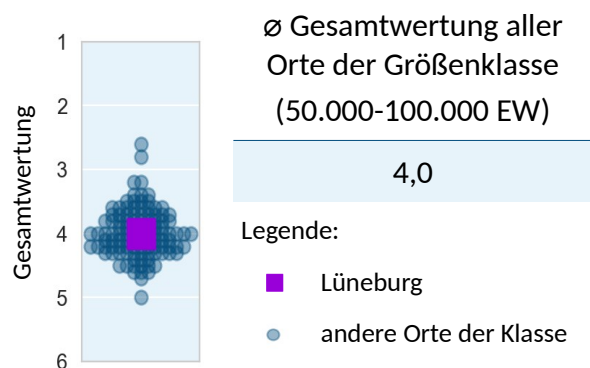 ø Gesamtwertung aller
Orte der Größenklasse
(50.000-100.000 EW)
4,0
Gesamtwertung
1
2
3
4
5
6
Legende:
Lüneburg
andere Orte der Klasse